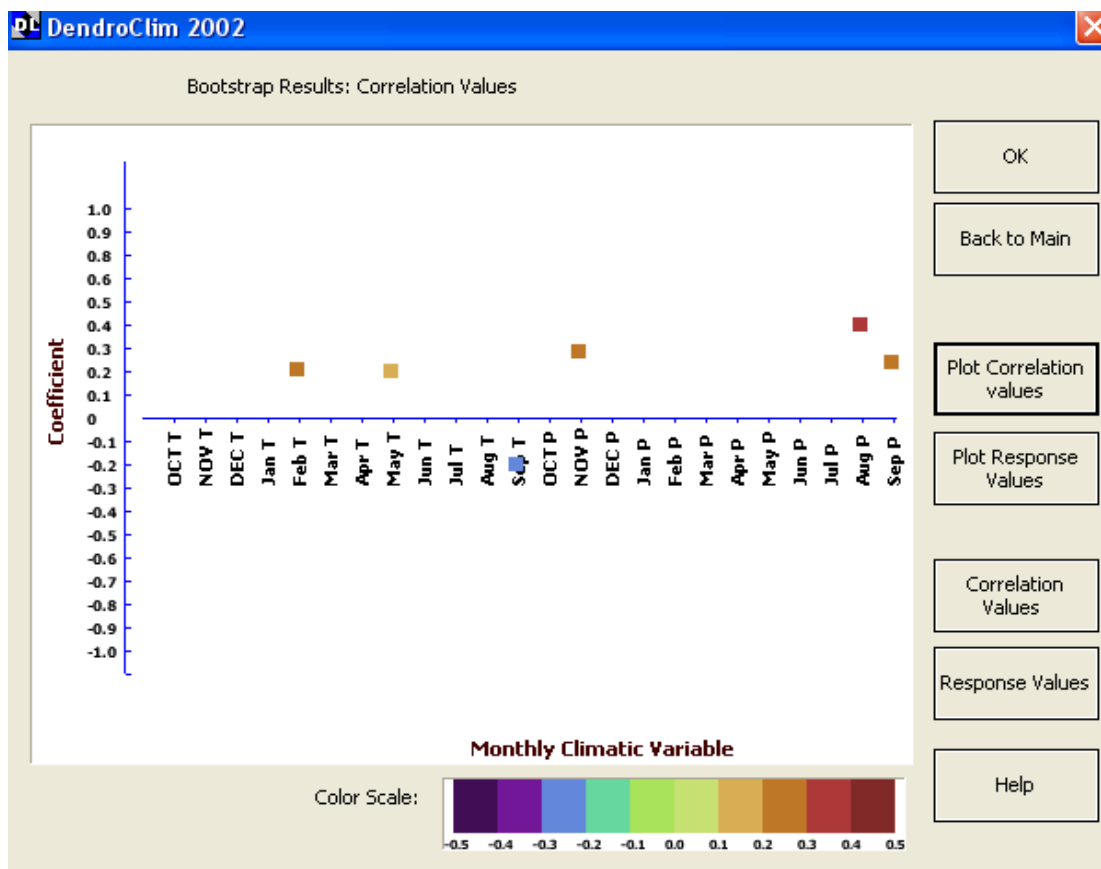 DL DendroClim 2002
Bootstrap Results: Correlation Values
OK
Back to Main
Plot Correlation
values
Plot Response
Values
Correlation
Values
Response Values
Help
Coefficient
1.0
0.9
0.8
0.6
0.5
0.4
0.3
0.2
0.1
0
-0.1
-0.2
-0.3
-0.4
-0.5
-0.6
-0.7
-0.8
-0.9
-1.0
OCT T
NOV T
DEC T
Jan T
Feb T
Mar T
Apr T
May T
Jun T
Jul T
Aug T
Sep T
OCT P
NOV P
DEC P
Jan P
Feb P
Mar P
Apr P
May P
Jun P
Jul P
Aug P
Sep P
Monthly Climatic Variable
Color Scale:
-0.5 -0.4 -0.3 -0.2 -0.1 0.0 0.1 0.2 0.3 0.4 0.5